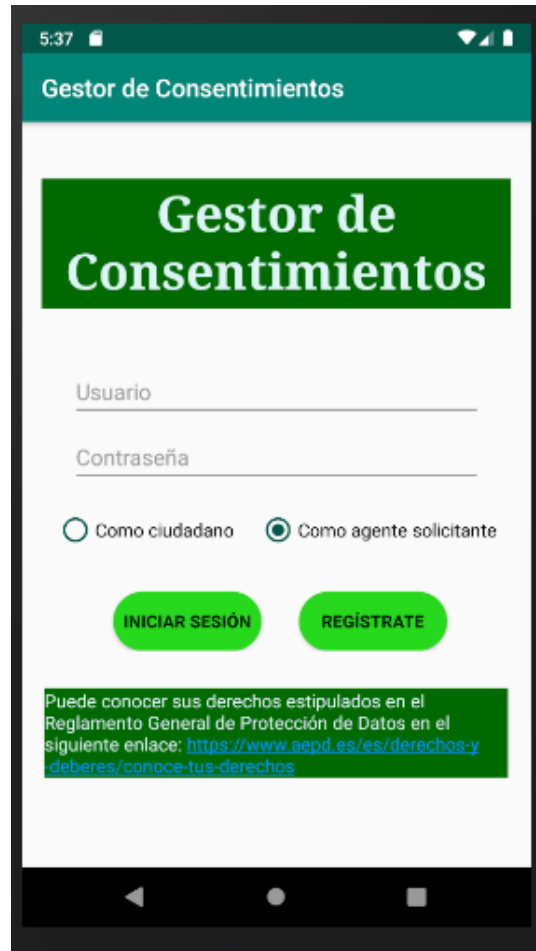 5:37
Gestor de Consentimientos
Gestor de
Consentimientos
Usuario
Contraseña
Como ciudadano
Como agente solicitante
INICIAR SESIÓN
REGÍSTRATE
Puede conocer sus derechos estipulados en el
Reglamento General de Protección de Datos en el
siguiente enlace: https://www.aepd.es/es/derechos-y
-deberes/conoce-tus-derechos